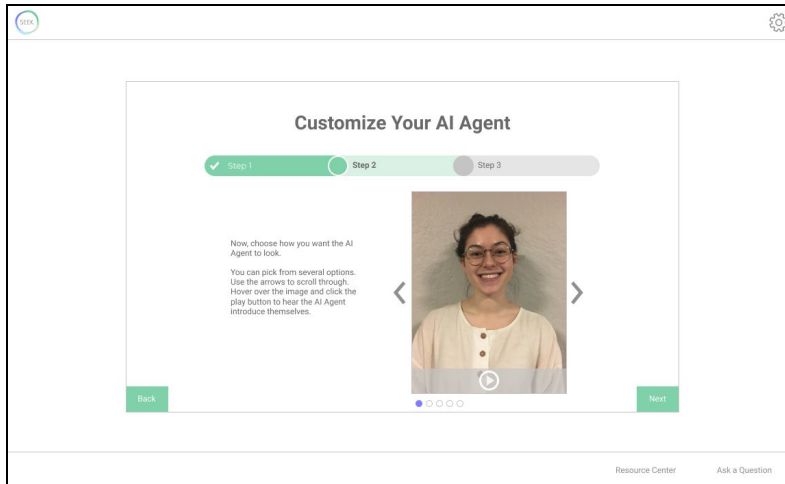 SEEK
Customize Your AI Agent
Step 1
Step 2
Step 3
Now, choose how you want the AI
Agent to look.
You can pick from several options.
Use the arrows to scroll through.
Hover over the image and click the
play button to hear the AI Agent
introduce themselves.
Back
Next
Resource Center
Ask a Question